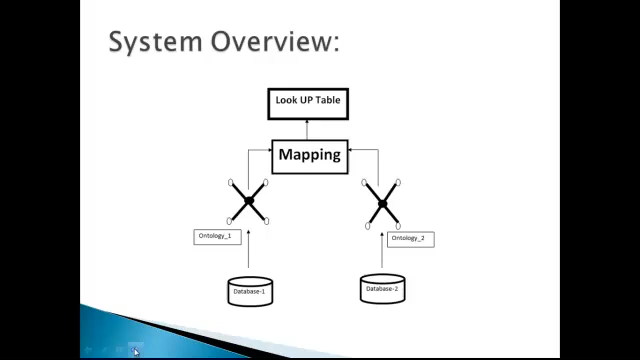 System Overview:
Look UP Table
Mapping
Ontology_1
Ontology_2
Database-1
Database-2